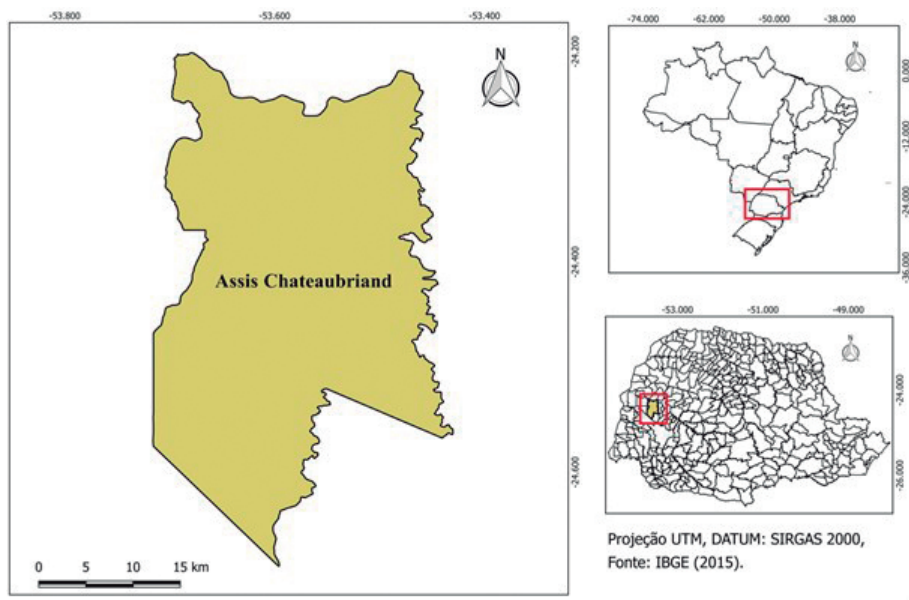 -53.800 -53.600 -53.400
-24.200
-24.400
-24.600
N
Assis Chateaubriand
0 5 10 15 km
-74.000 -62.000 -50.000 -38.000
0.000
-12.000
-24.000
-36.000
N
-53.000 -51.000 -49.000
-24.000
-26.000
N
Projeção UTM, DATUM: SIRGAS 2000,
Fonte: IBGE (2015).